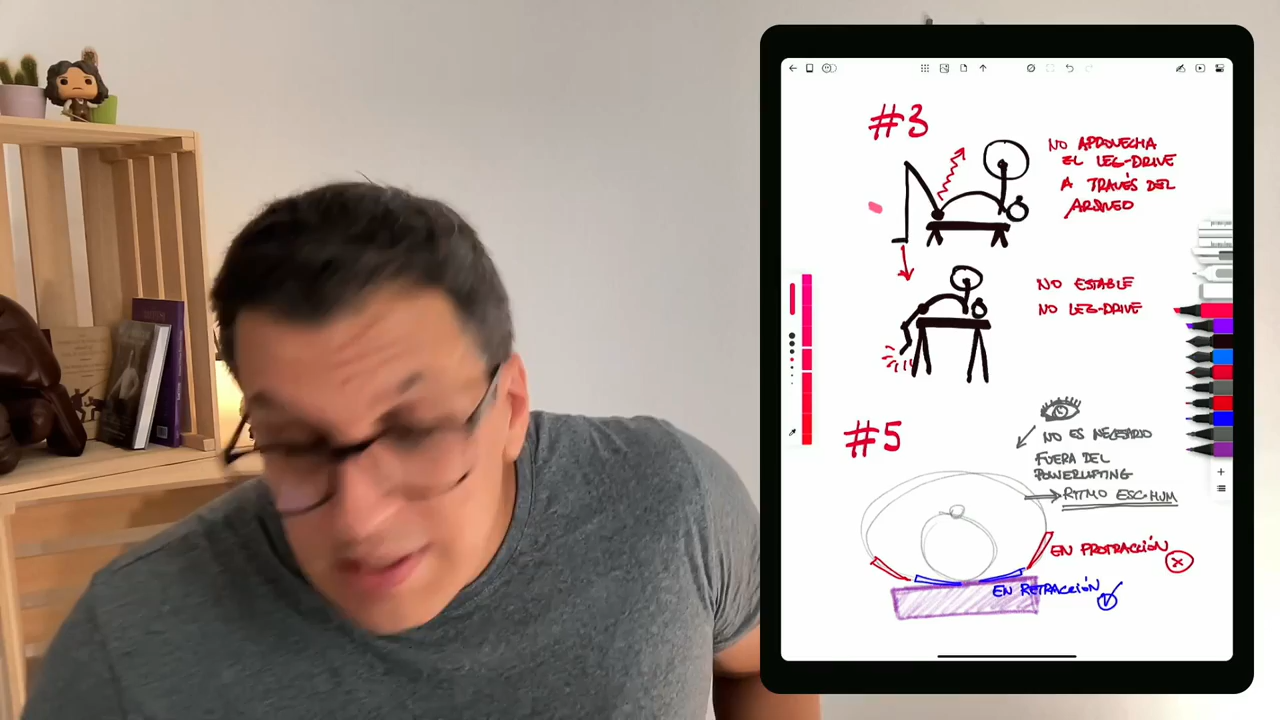 #3
NO APROVECHA
EL LEG-DRIVE
A TRAVÉS DEL
ARQUEO
NO ESTABLE
NO LEG-DRIVE
#5
NO ES NECESARIO
FUERA DEL
POWERLIFTING
RITMO ESC-HUM
EN PROTRACCIÓN
EN RETRACCIÓN